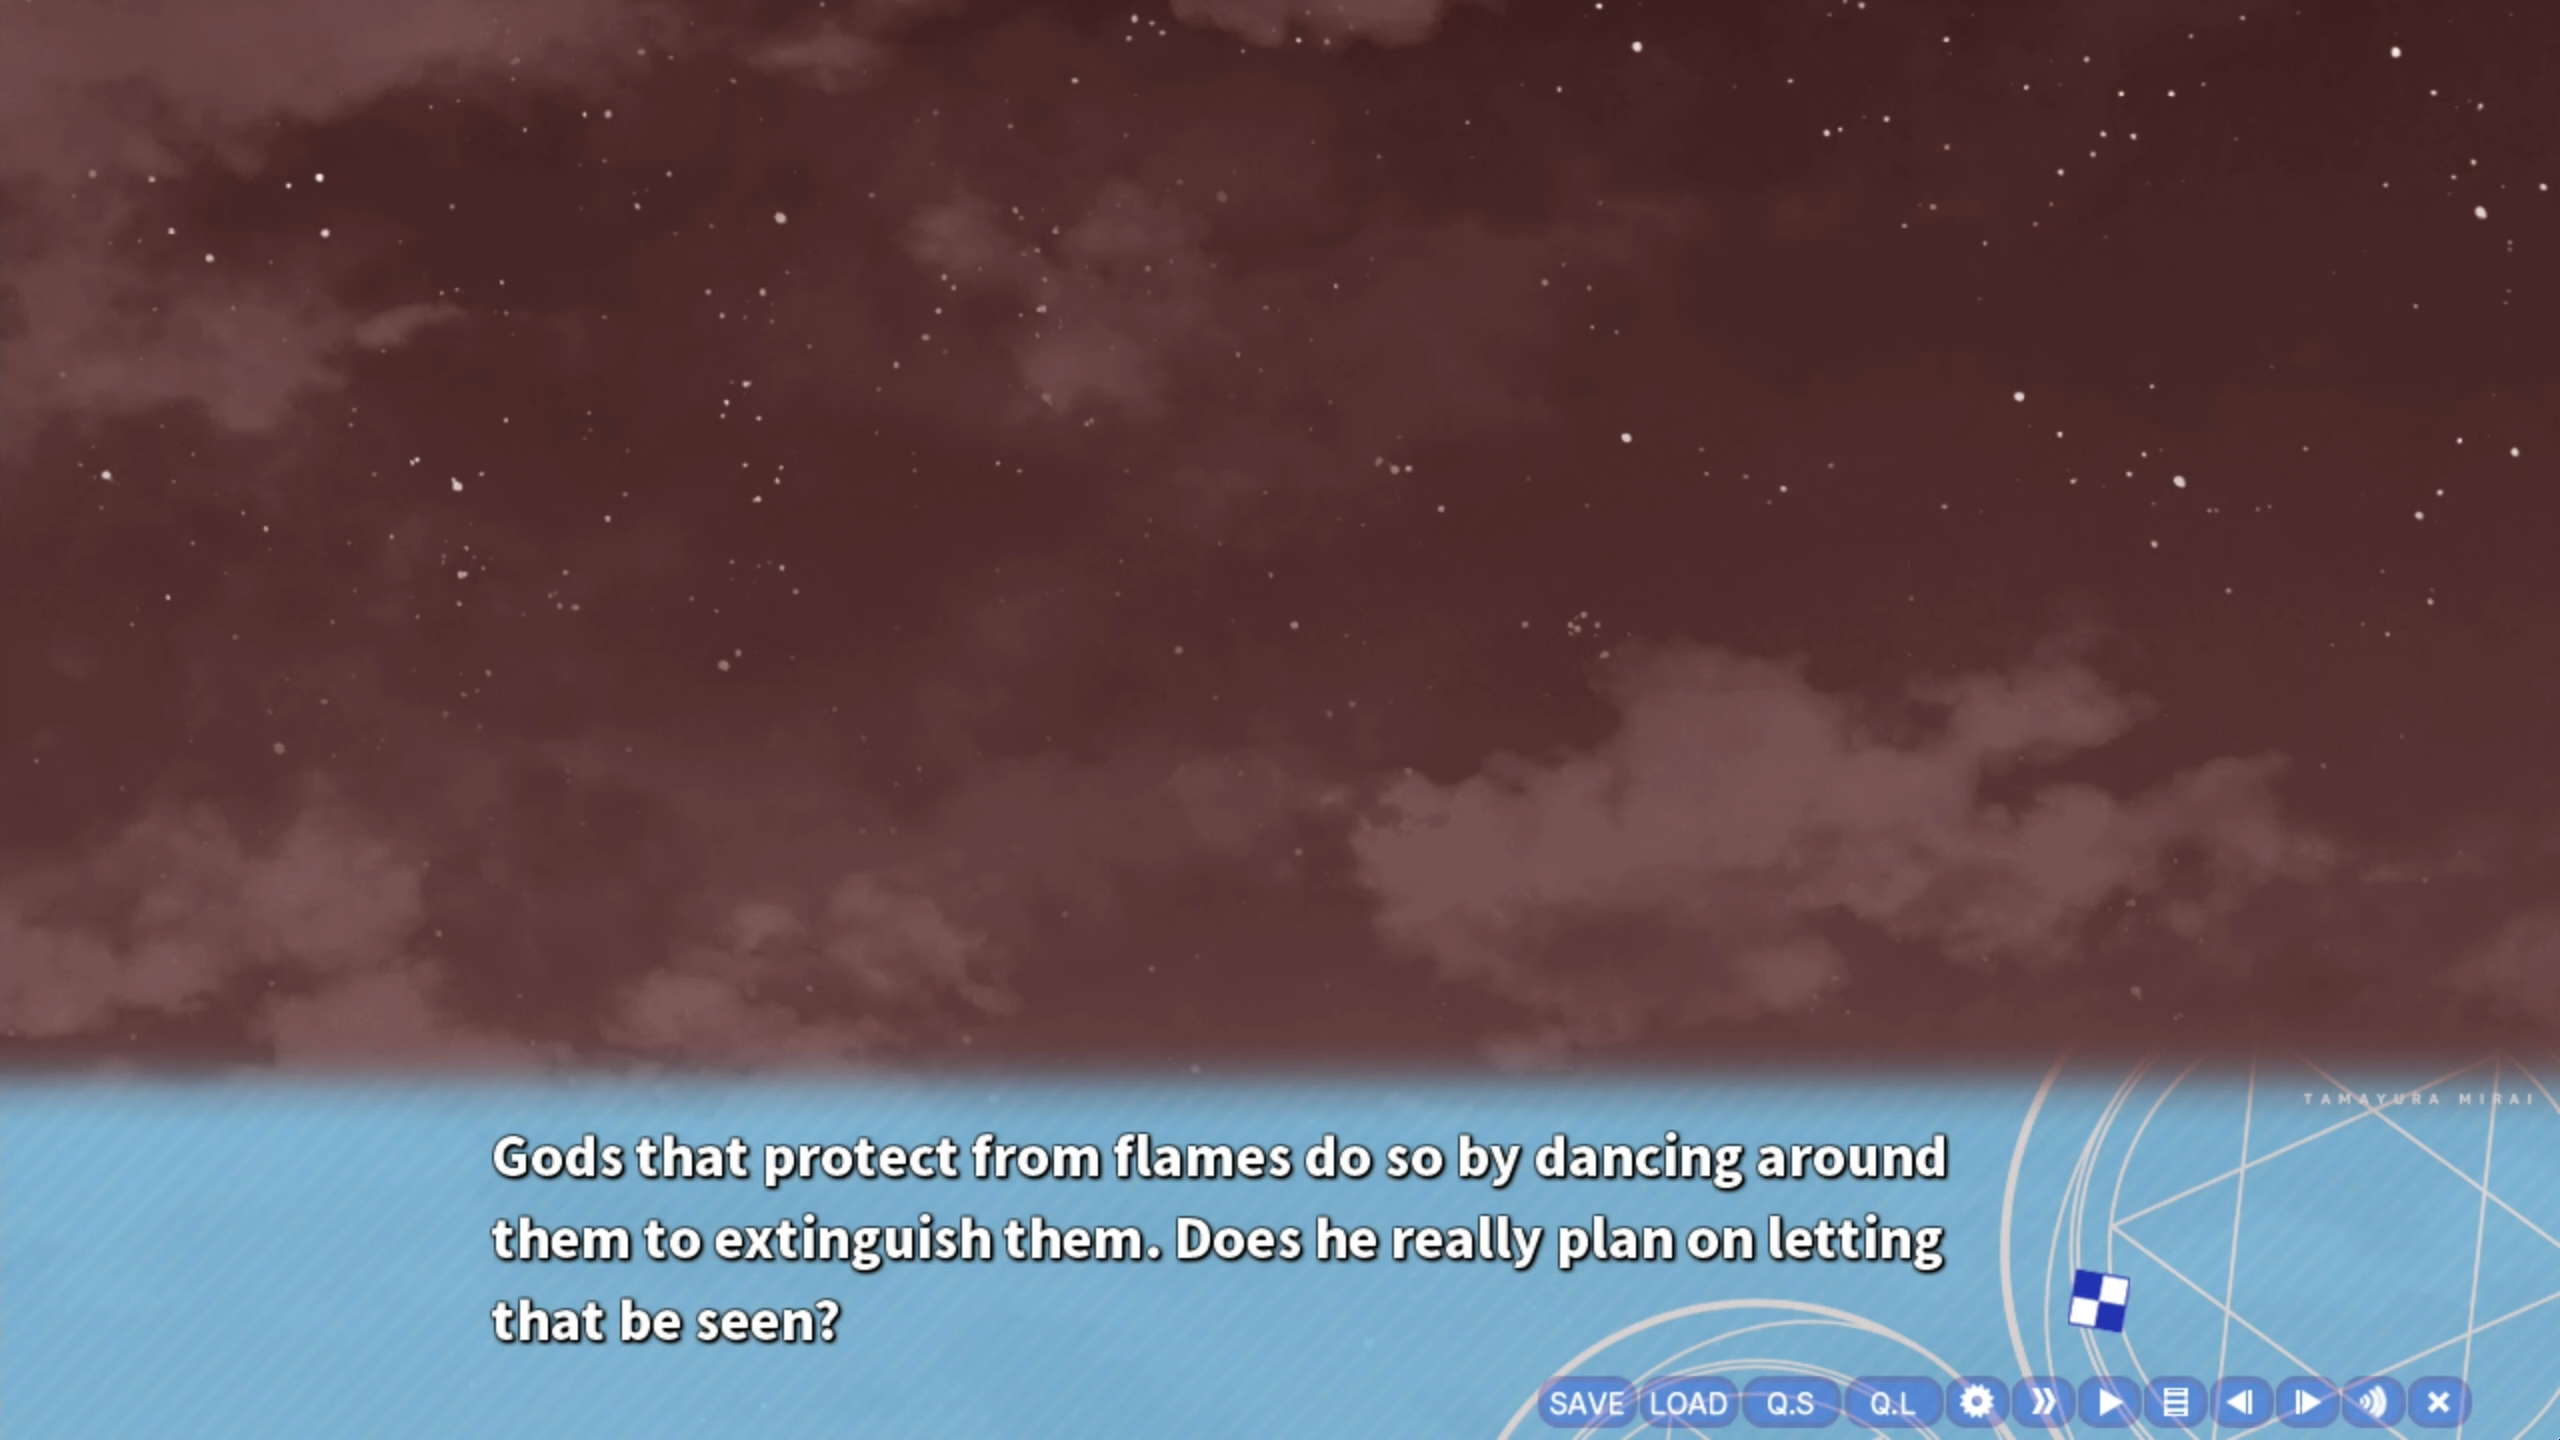 TAMAYURA MIRAI
Gods that protect from flames do so by dancing around
them to extinguish them. Does he really plan on letting
that be seen?
SAVE LOAD Q.S Q.L